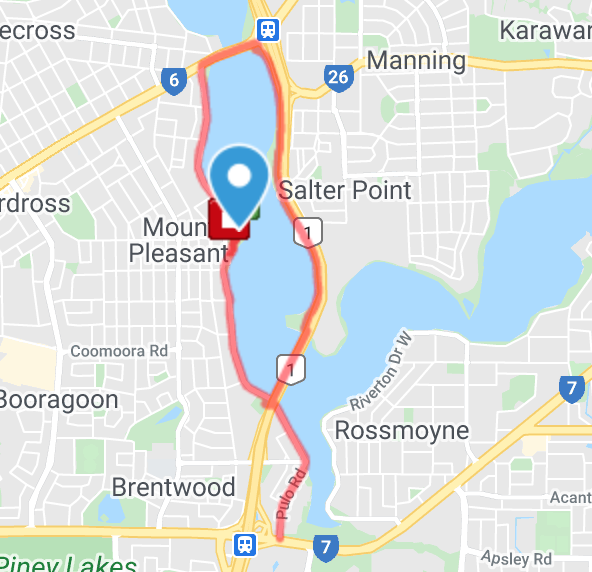 ecross
Karawar
Manning
6
26
rdross
Salter Point
Moun
Pleasant
1
Coomoora Rd
1
Riverton Dr W
7
Booragoon
Rossmoyne
Brentwood
Pulo Rd
Acant
7
Apsley Rd
Piney Lakes